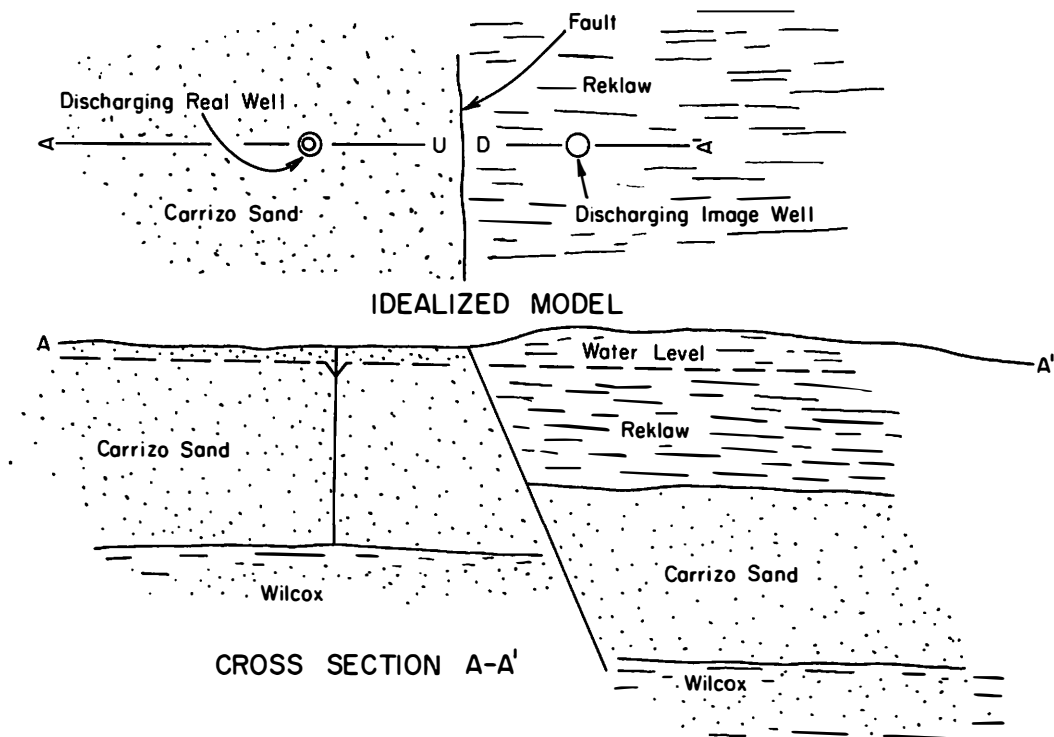 Fault
Reklaw
Discharging Real Well
A
U
D
A'
Carrizo Sand
Discharging Image Well
IDEALIZED MODEL
A
Water Level
A'
Carrizo Sand
Reklaw
Carrizo Sand
Wilcox
CROSS SECTION A-A'
Wilcox